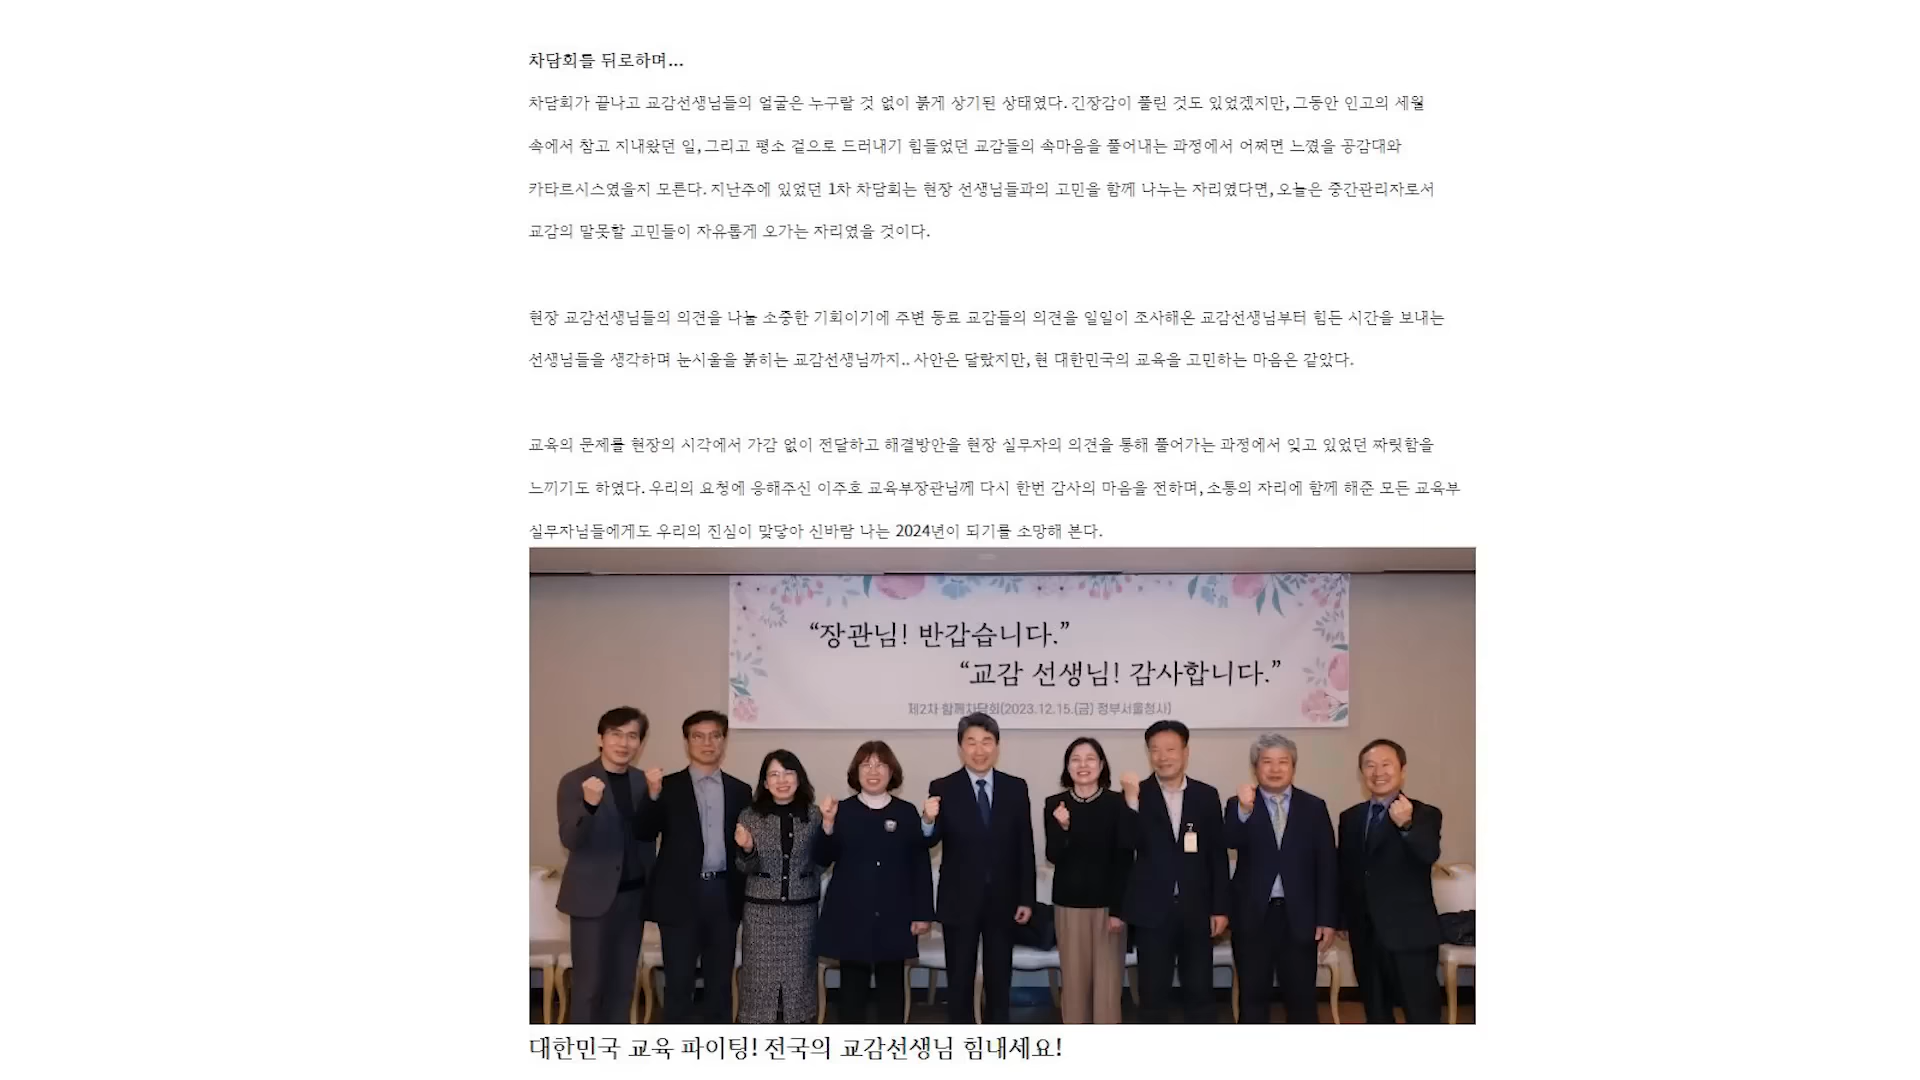 차담회를 뒤로하며...
차담회가 끝나고 교감선생님들의 얼굴은 누구랄 것 없이 붉게 상기된 상태였다. 긴장감이 풀린 것도 있었겠지만, 그동안 인고의 세월
속에서 참고 지내왔던 일, 그리고 평소 겉으로 드러내기 힘들었던 교감들의 속마음을 풀어내는 과정에서 어쩌면 느꼈을 공감대와
카타르시스였을지 모른다. 지난주에 있었던 1차 차담회는 현장 선생님들과의 고민을 함께 나누는 자리였다면, 오늘은 중간관리자로서
교감의 말못할 고민들이 자유롭게 오가는 자리였을 것이다.
현장 교감선생님들의 의견을 나눌 소중한 기회이기에 주변 동료 교감들의 의견을 일일이 조사해온 교감선생님부터 힘든 시간을 보내는
선생님들을 생각하며 눈시울을 붉히는 교감선생님까지.. 사안은 달랐지만, 현 대한민국의 교육을 고민하는 마음은 같았다.
교육의 문제를 현장의 시각에서 가감 없이 전달하고 해결방안을 현장 실무자의 의견을 통해 풀어가는 과정에서 잊고 있었던 짜릿함을
느끼기도 하였다. 우리의 요청에 응해주신 이주호 교육부장관님께 다시 한번 감사의 마음을 전하며, 소통의 자리에 함께 해준 모든 교육부
실무자님들에게도 우리의 진심이 맞닿아 신바람 나는 2024년이 되기를 소망해 본다.
“장관님! 반갑습니다.”
“교감 선생님! 감사합니다.”
제2차 함께차담회(2023.12.15.(금) 정부서울청사)
대한민국 교육 파이팅! 전국의 교감선생님 힘내세요!